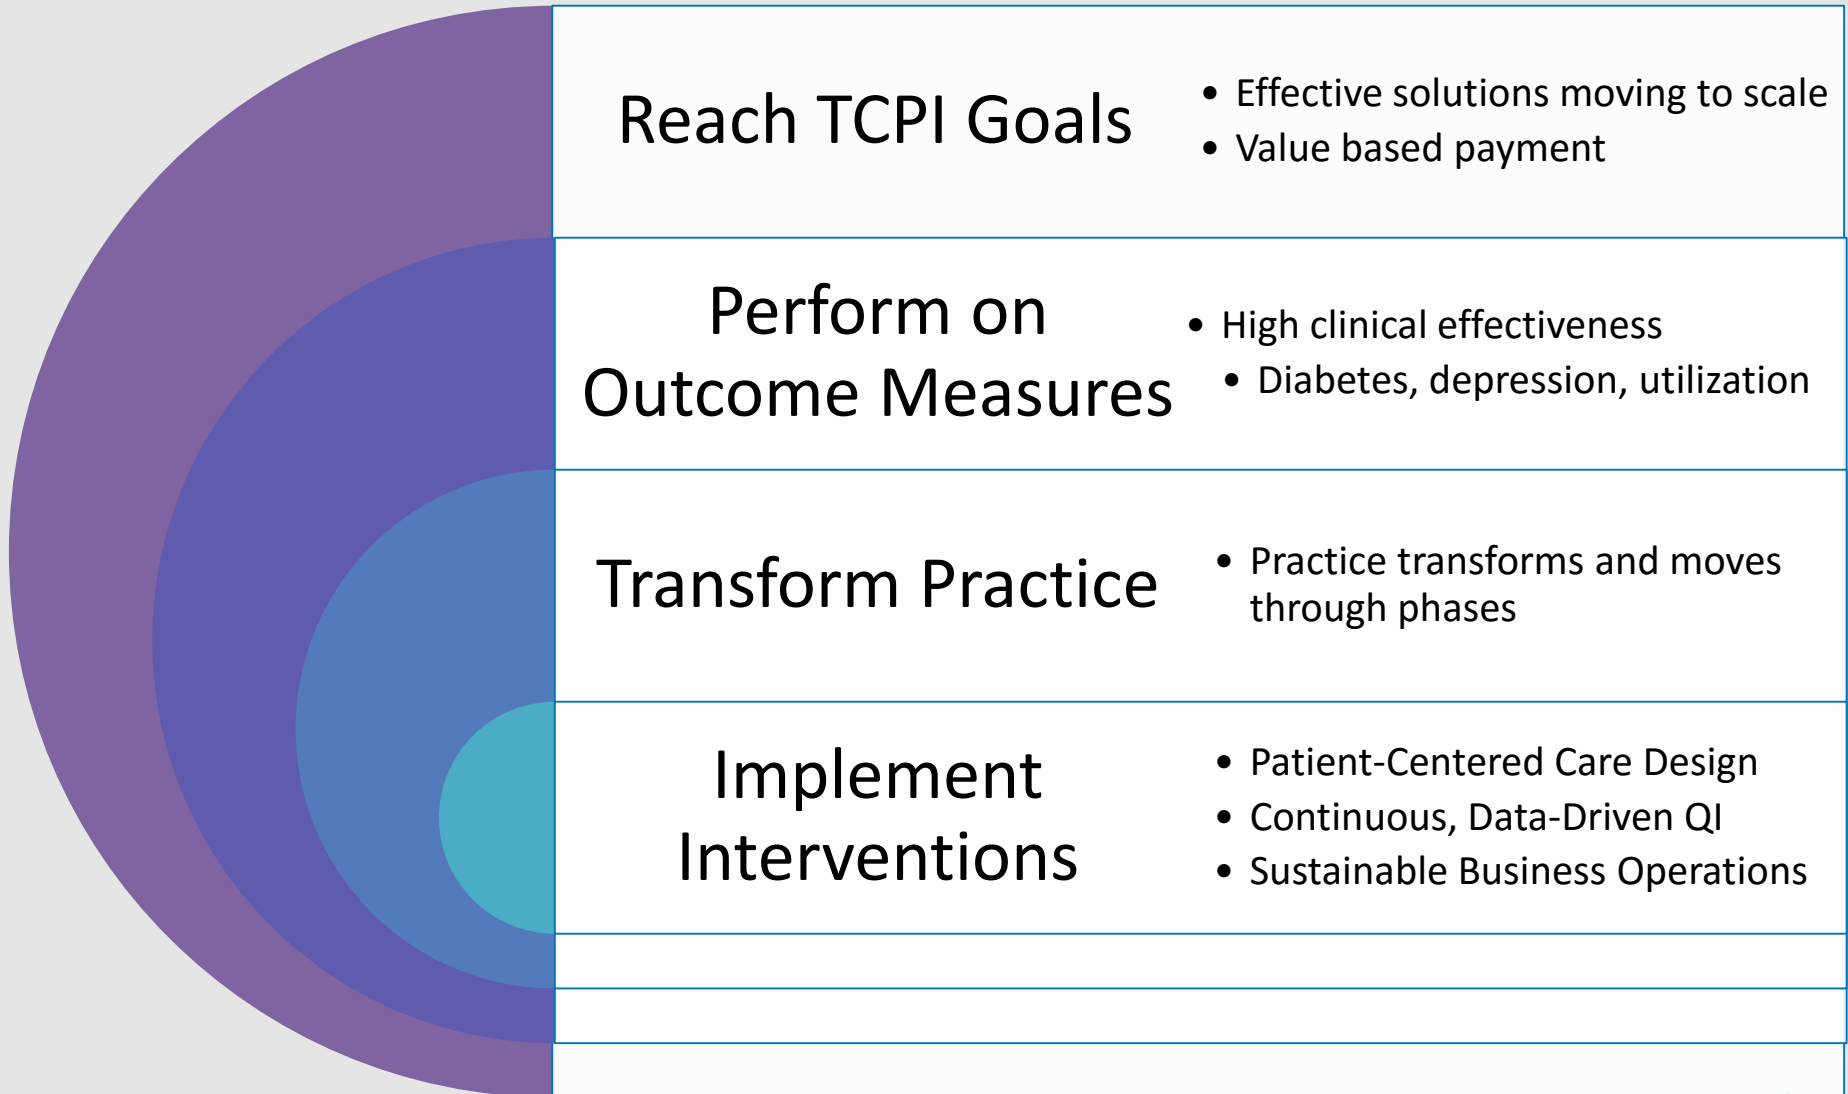 Reach TCPI Goals
• Effective solutions moving to scale
• Value based payment
Perform on
Outcome Measures
• High clinical effectiveness
• Diabetes, depression, utilization
Transform Practice
• Practice transforms and moves
through phases
Implement
Interventions
• Patient-Centered Care Design
• Continuous, Data-Driven QI
• Sustainable Business Operations